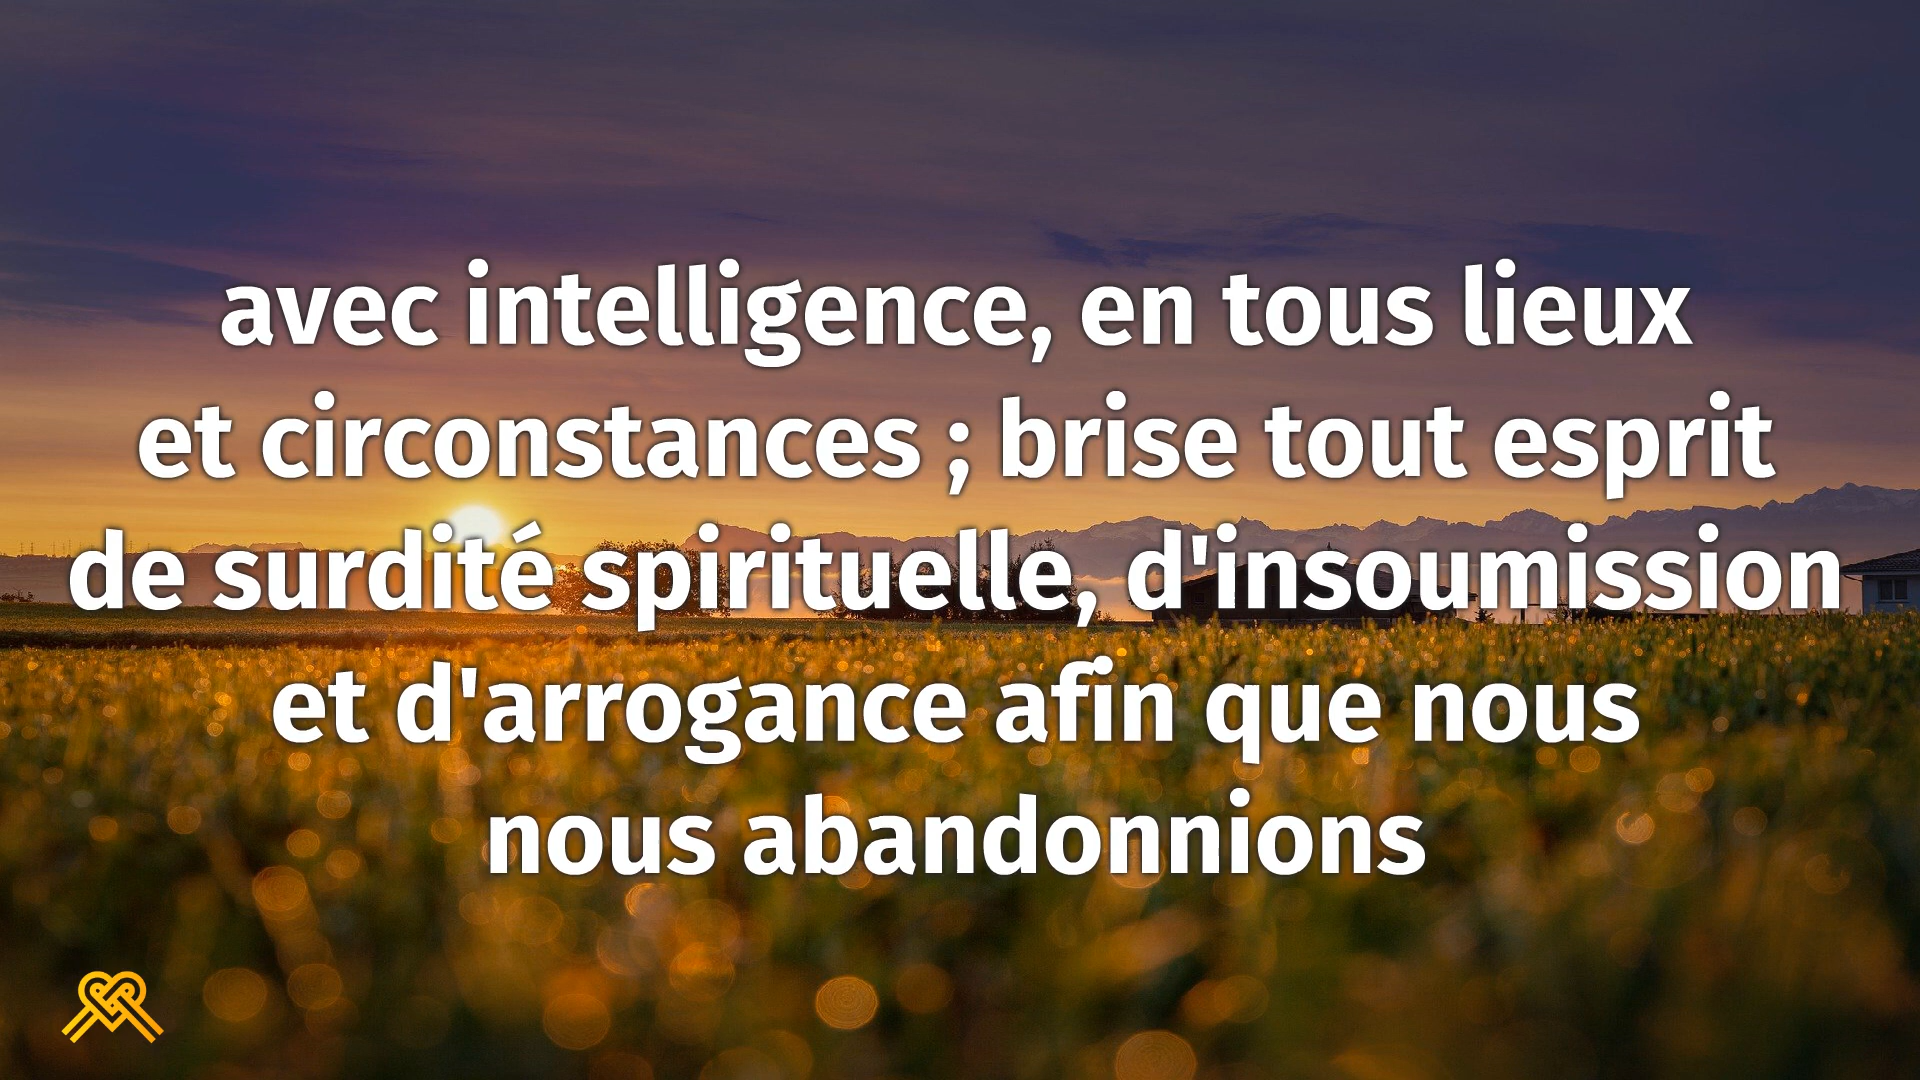 avec intelligence, en tous lieux
et circonstances ; brise tout esprit
de surdité spirituelle, d'insoumission
et d'arrogance afin que nous
nous abandonnions